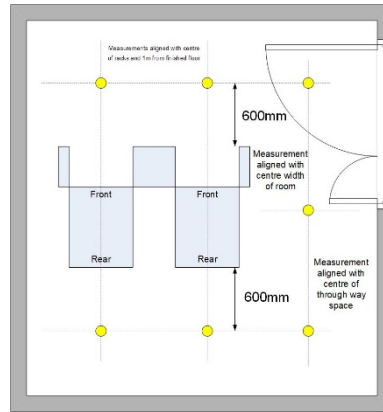 Measurements aligned with centre
of racks and 1m from finished floor
600mm
Measurement
aligned with
centre width
of room
Front
Front
Rear
Rear
Measurement
aligned with
centre of
through way
space
600mm